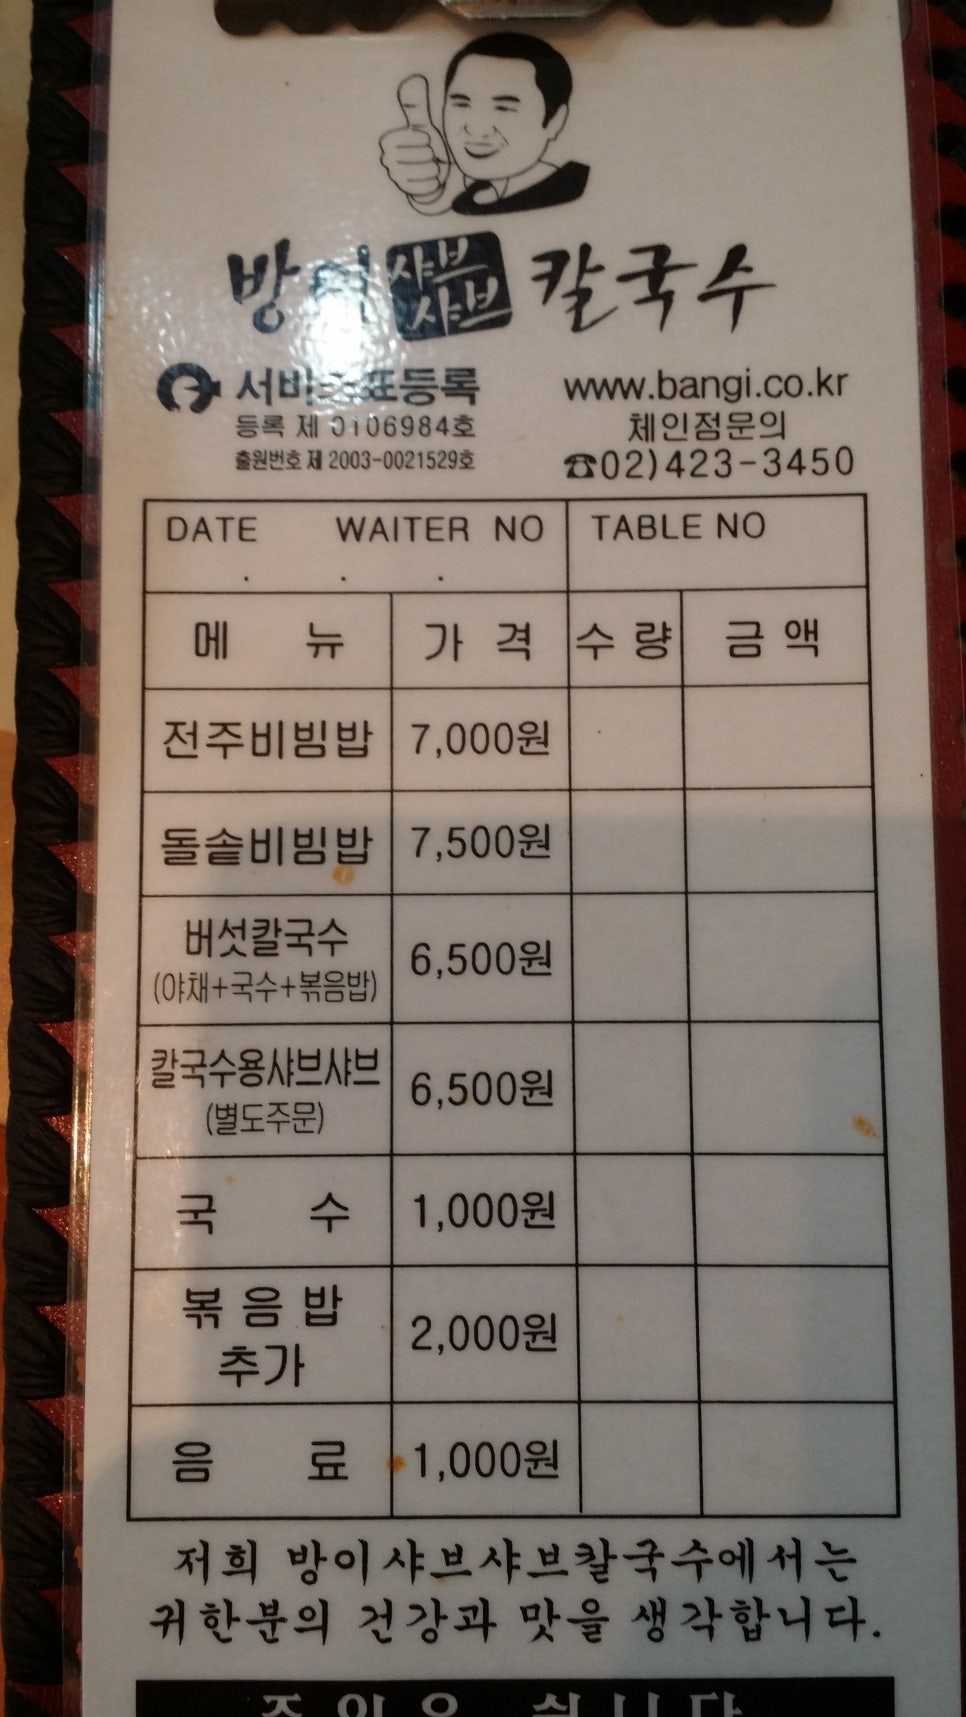 방이 샤브샤브 칼국수
서비스표등록
등록 제 0106984호
출원번호 제 2003-0021529호
www.bangi.co.kr
체인점문의
☎02)423-3450
DATE WAITER NO TABLE NO
. . .
메 뉴 가 격 수 량 금 액
전주비빔밥 7,000원
돌솥비빔밥 7,500원
버섯칼국수
(야채+국수+볶음밥) 6,500원
칼국수용샤브샤브
(별도주문) 6,500원
국 수 1,000원
볶 음 밥
추가 2,000원
음 료 1,000원
저희 방이샤브샤브칼국수에서는
귀한분의 건강과 맛을 생각합니다.